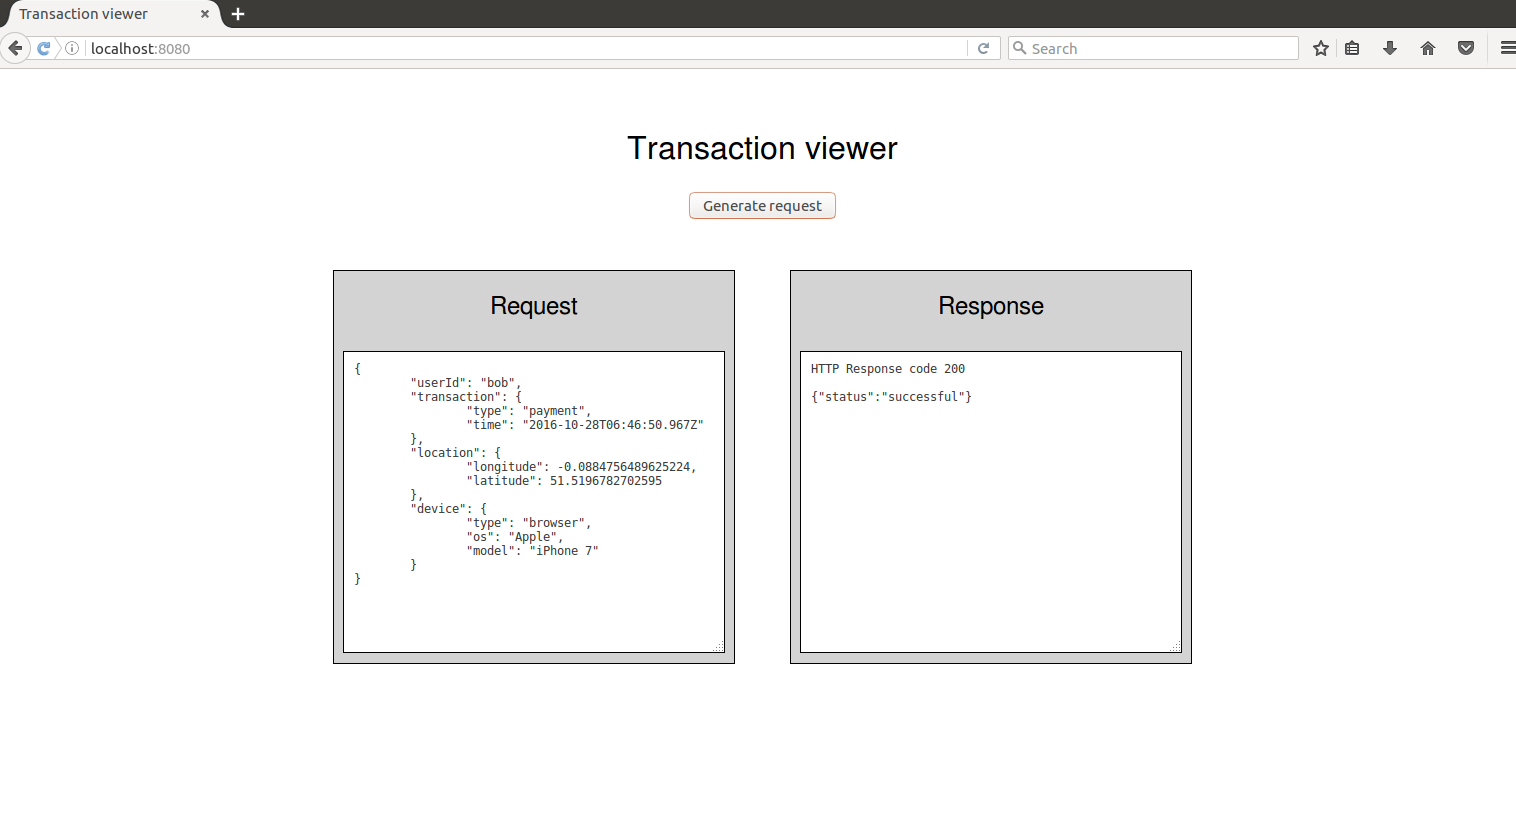 Transaction viewer
localhost:8080
Search
Transaction viewer
Generate request
Request
{
        "userId": "bob",
        "transaction": {
                "type": "payment",
                "time": "2016-10-28T06:46:50.967Z"
        },
        "location": {
                "longitude": -0.0884756489625224,
                "latitude": 51.5196782702595
        },
        "device": {
                "type": "browser",
                "os": "Apple",
                "model": "iPhone 7"
        }
}
Response
HTTP Response code 200
{"status":"successful"}